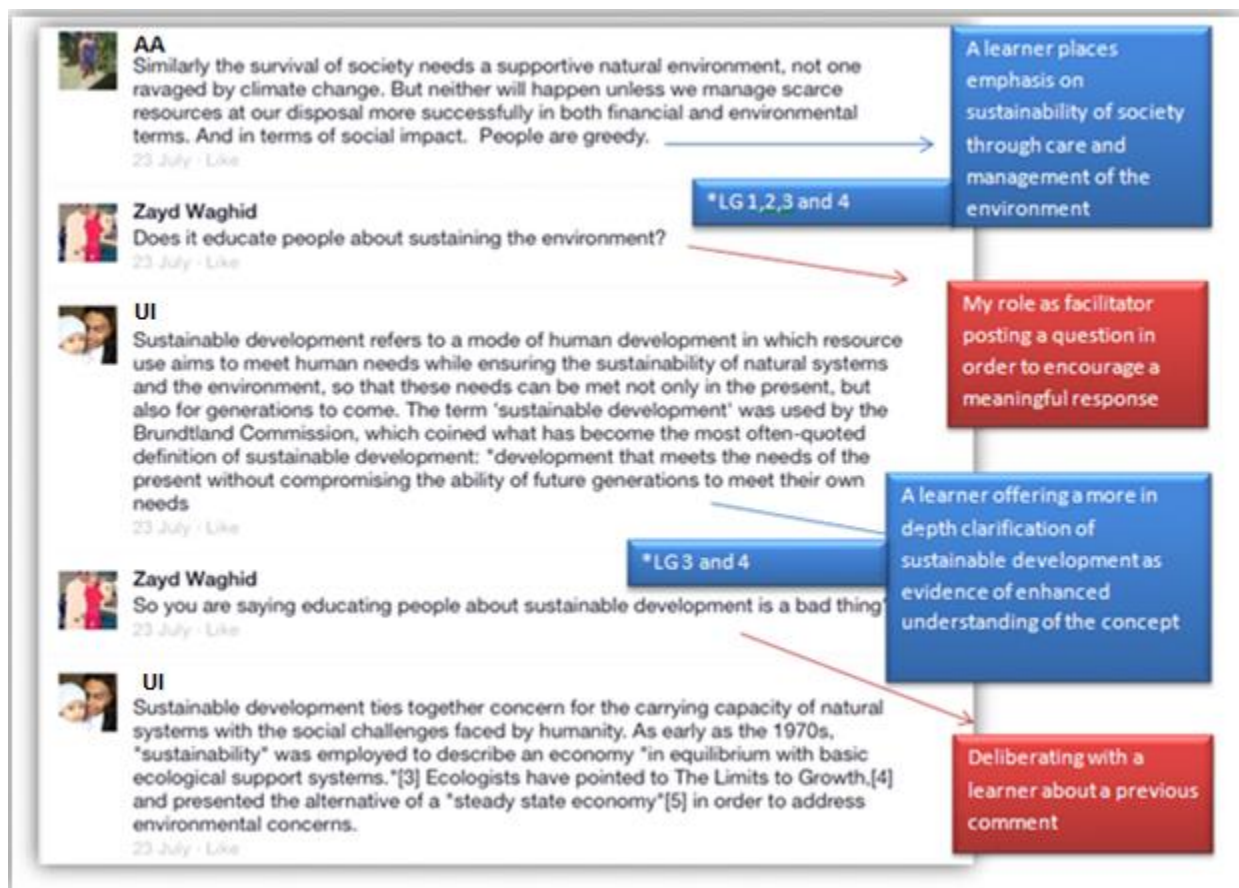 AA
Similarly the survival of society needs a supportive natural environment, not one
ravaged by climate change. But neither will happen unless we manage scarce
resources at our disposal more successfully in both financial and environmental
terms. And in terms of social impact.  People are greedy.
23 July · Like
A learner places
emphasis on
sustainability of society
through care and
management of the
environment
*LG 1,2,3 and 4
Zayd Waghid
Does it educate people about sustaining the environment?
23 July · Like
My role as facilitator
posting a question in
order to encourage a
meaningful response
UI
Sustainable development refers to a mode of human development in which resource
use aims to meet human needs while ensuring the sustainability of natural systems
and the environment, so that these needs can be met not only in the present, but
also for generations to come. The term 'sustainable development' was used by the
Brundtland Commission, which coined what has become the most often-quoted
definition of sustainable development: "development that meets the needs of the
present without compromising the ability of future generations to meet their own
needs
23 July · Like
A learner offering a more in
depth clarification of
sustainable development as
evidence of enhanced
understanding of the concept
*LG 3 and 4
Zayd Waghid
So you are saying educating people about sustainable development is a bad thing?
23 July · Like
UI
Sustainable development ties together concern for the carrying capacity of natural
systems with the social challenges faced by humanity. As early as the 1970s,
"sustainability" was employed to describe an economy "in equilibrium with basic
ecological support systems."[3] Ecologists have pointed to The Limits to Growth,[4]
and presented the alternative of a "steady state economy"[5] in order to address
environmental concerns.
23 July · Like
Deliberating with a
learner about a previous
comment